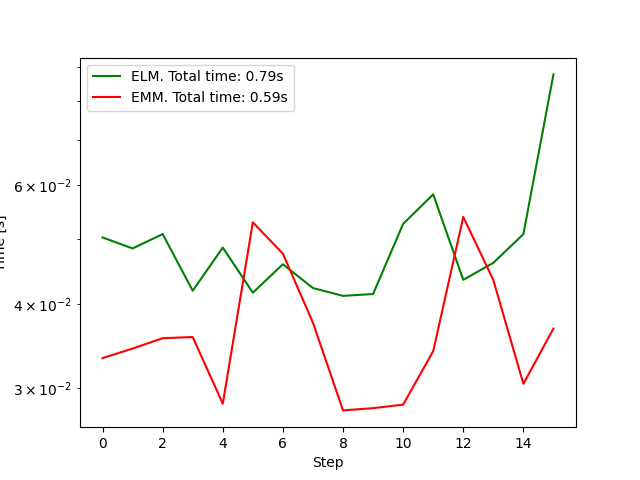 ELM. Total time: 0.79s
EMM. Total time: 0.59s
6 × 10⁻²
4 × 10⁻²
3 × 10⁻²
Time [s]
0 2 4 6 8 10 12 14
Step